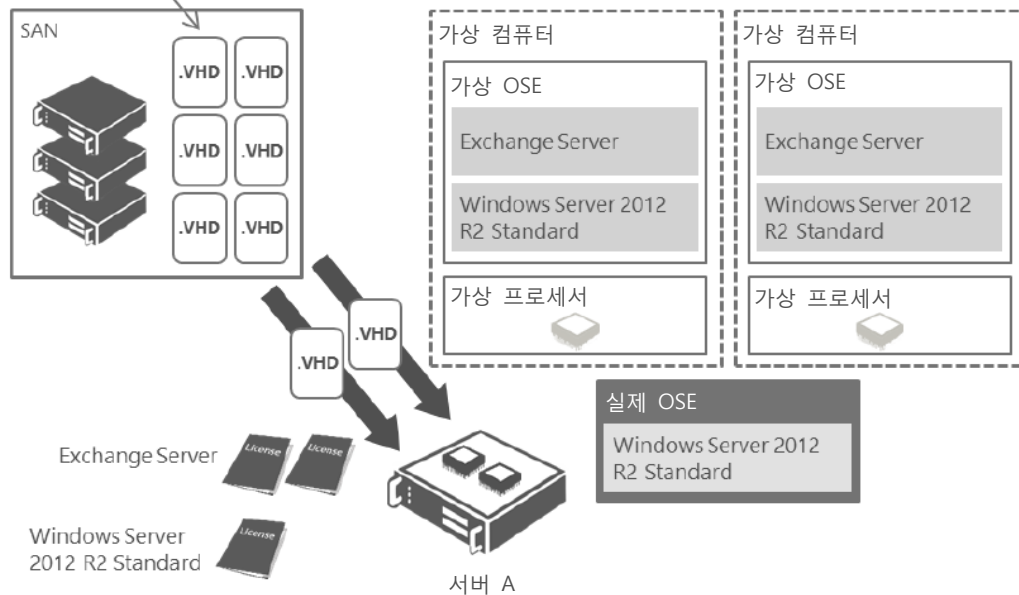 SAN
.VHD
.VHD
.VHD
.VHD
.VHD
.VHD
가상 컴퓨터
가상 OSE
Exchange Server
Windows Server 2012
R2 Standard
가상 프로세서
가상 컴퓨터
가상 OSE
Exchange Server
Windows Server 2012
R2 Standard
가상 프로세서
.VHD
.VHD
실제 OSE
Windows Server 2012
R2 Standard
Exchange Server
License
License
Windows Server
2012 R2 Standard
License
서버 A